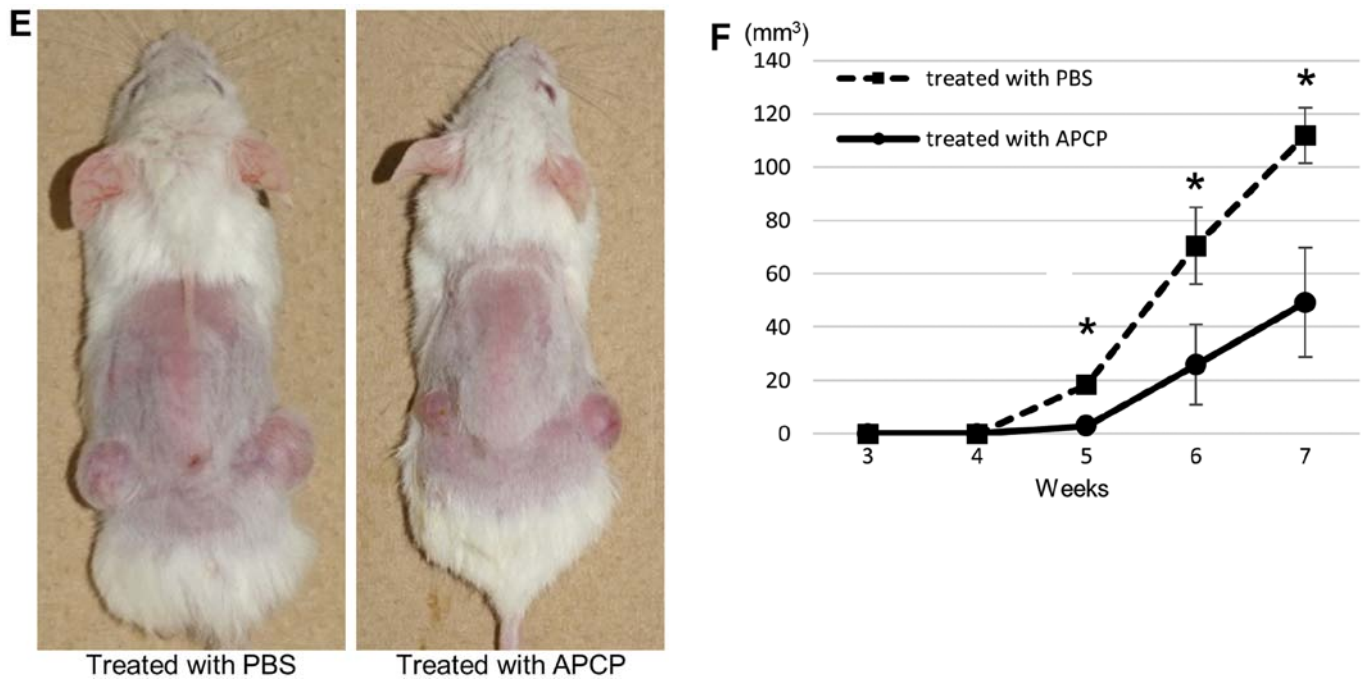 E
Treated with PBS
Treated with APCP
F (mm³)
140
120
100
80
60
40
20
0
treated with PBS
treated with APCP
*
*
*
3 4 5 6 7
Weeks